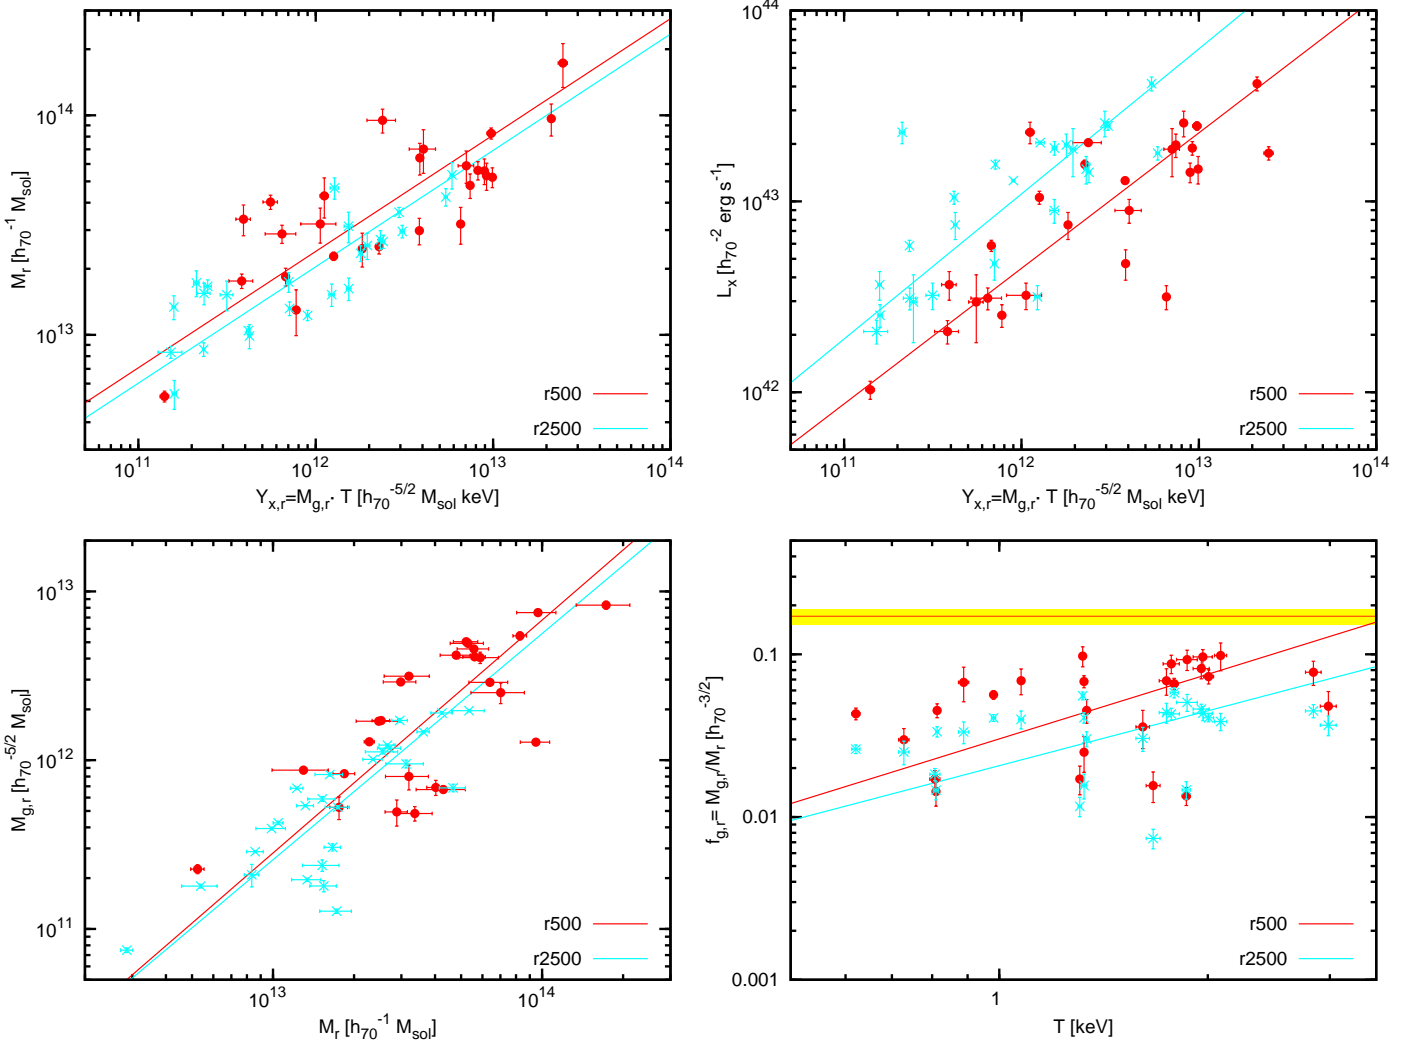 10^14
10^13
M_r [h_70^-1 M_sol]
r500
r2500
10^11 10^12 10^13 10^14
Y_x,r=M_g,r· T [h_70^-5/2 M_sol keV]
10^44
10^43
10^42
L_x [h_70^-2 erg s^-1]
r500
r2500
10^11 10^12 10^13 10^14
Y_x,r=M_g,r· T [h_70^-5/2 M_sol keV]
10^13
10^12
10^11
M_g,r [h_70^-5/2 M_sol]
r500
r2500
10^13 10^14
M_r [h_70^-1 M_sol]
0.1
0.01
0.001
f_g,r= M_g,r/M_r [h_70^-3/2]
r500
r2500
1
T [keV]